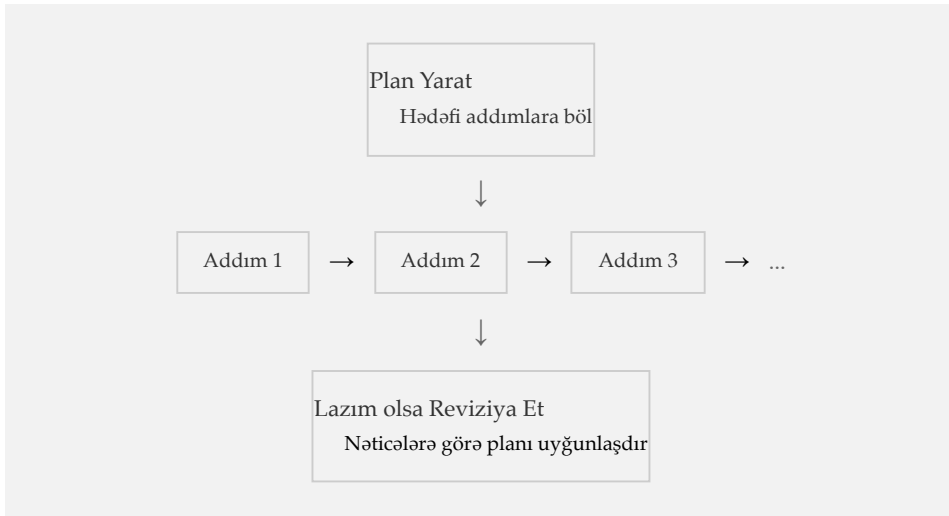 Plan Yarat
Hədəfi addımlara böl
↓
Addım 1 → Addım 2 → Addım 3 → ...
↓
Lazım olsa Reviziya Et
Nəticələrə görə planı uyğunlaşdır